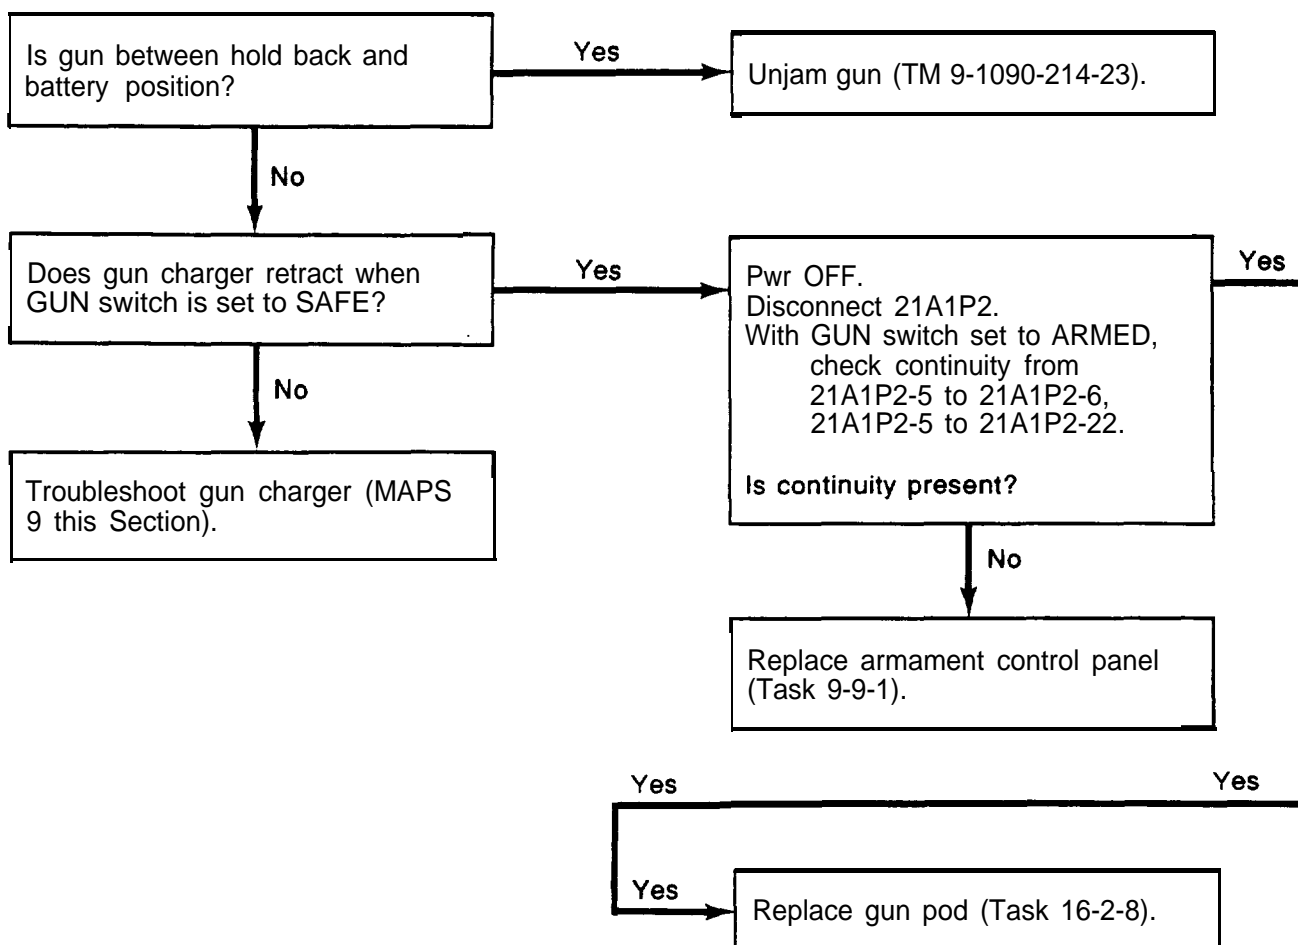 Is gun between hold back and
battery position?
Yes
Unjam gun (TM 9-1090-214-23).
No
Does gun charger retract when
GUN switch is set to SAFE?
Yes
Pwr OFF.
Disconnect 21A1P2.
With GUN switch set to ARMED,
check continuity from
21A1P2-5 to 21A1P2-6,
21A1P2-5 to 21A1P2-22.
Is continuity present?
Yes
No
Troubleshoot gun charger (MAPS
9 this Section).
No
Replace armament control panel
(Task 9-9-1).
Yes
Yes
Yes
Replace gun pod (Task 16-2-8).